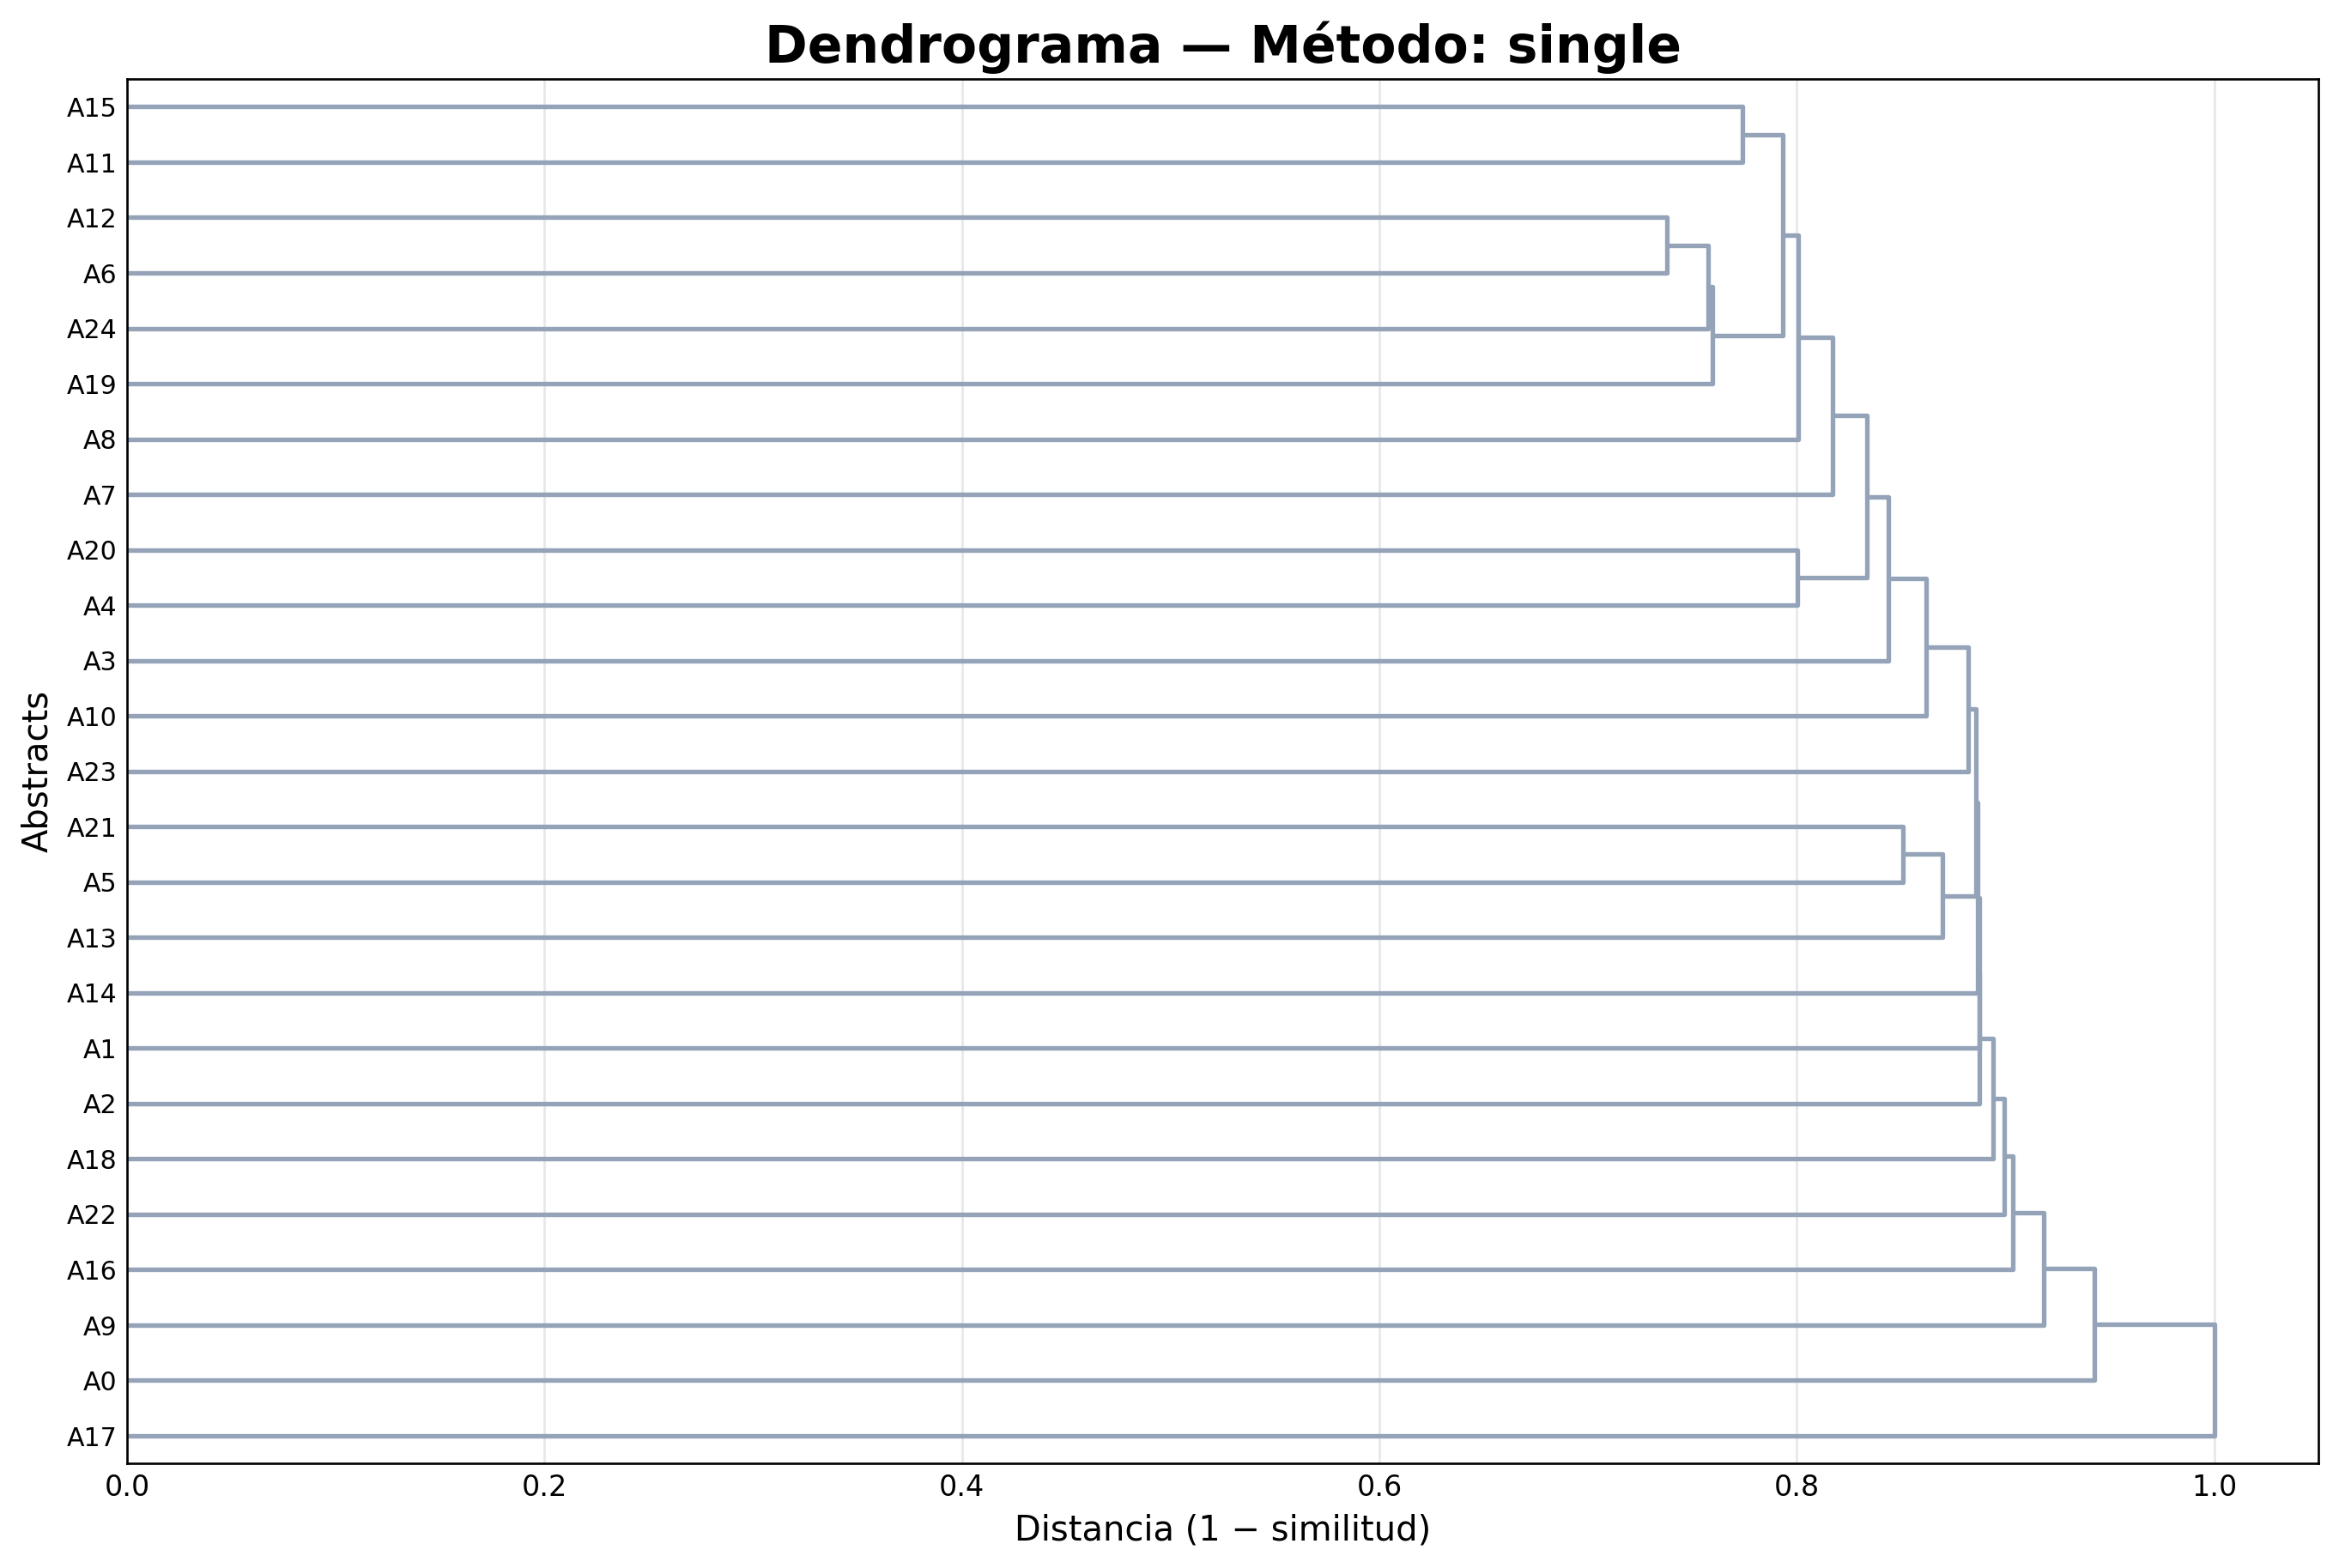 Dendrograma — Método: single
A15
A11
A12
A6
A24
A19
A8
A7
A20
A4
A3
A10
A23
A21
A5
A13
A14
A1
A2
A18
A22
A16
A9
A0
A17
Abstracts
0.0 0.2 0.4 0.6 0.8 1.0
Distancia (1 − similitud)